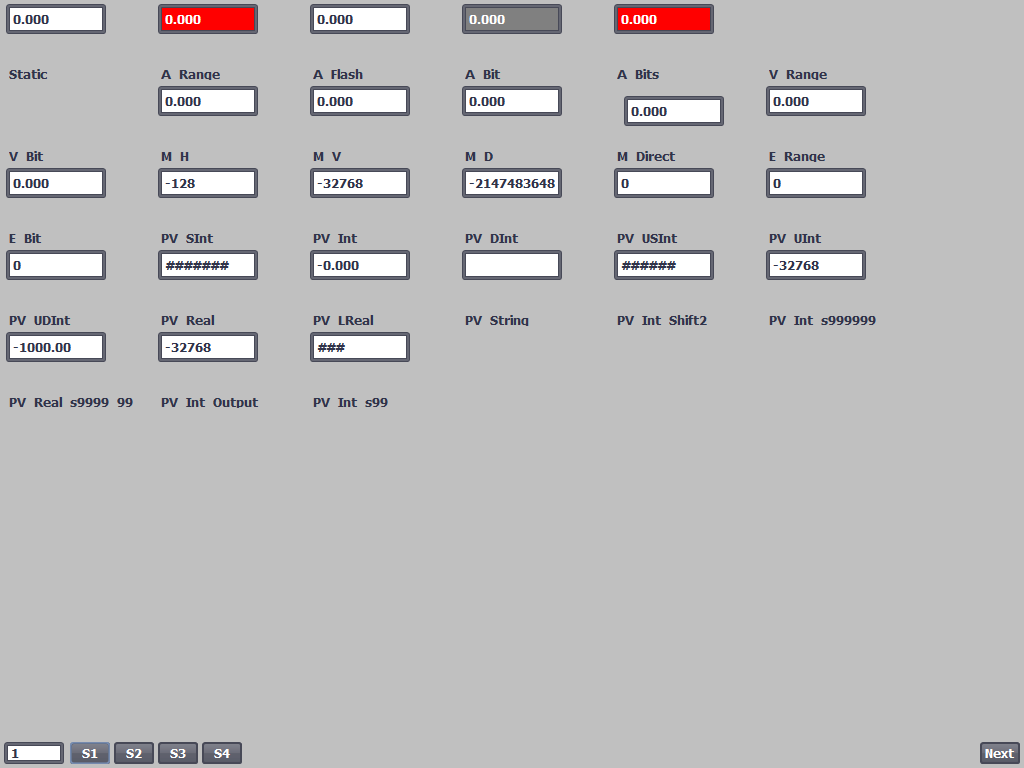 0.000 0.000 0.000 0.000 0.000
Static A Range A Flash A Bit A Bits V Range
0.000 0.000 0.000 0.000 0.000
V Bit M H M V M D M Direct E Range
0.000 -128 -32768 -2147483648 0 0
E Bit PV SInt PV Int PV DInt PV USInt PV UInt
0 ####### -0.000 ###### -32768
PV UDInt PV Real PV LReal PV String PV Int Shift2 PV Int s999999
-1000.00 -32768 ###
PV Real s9999 99 PV Int Output PV Int s99
1 S1 S2 S3 S4 Next